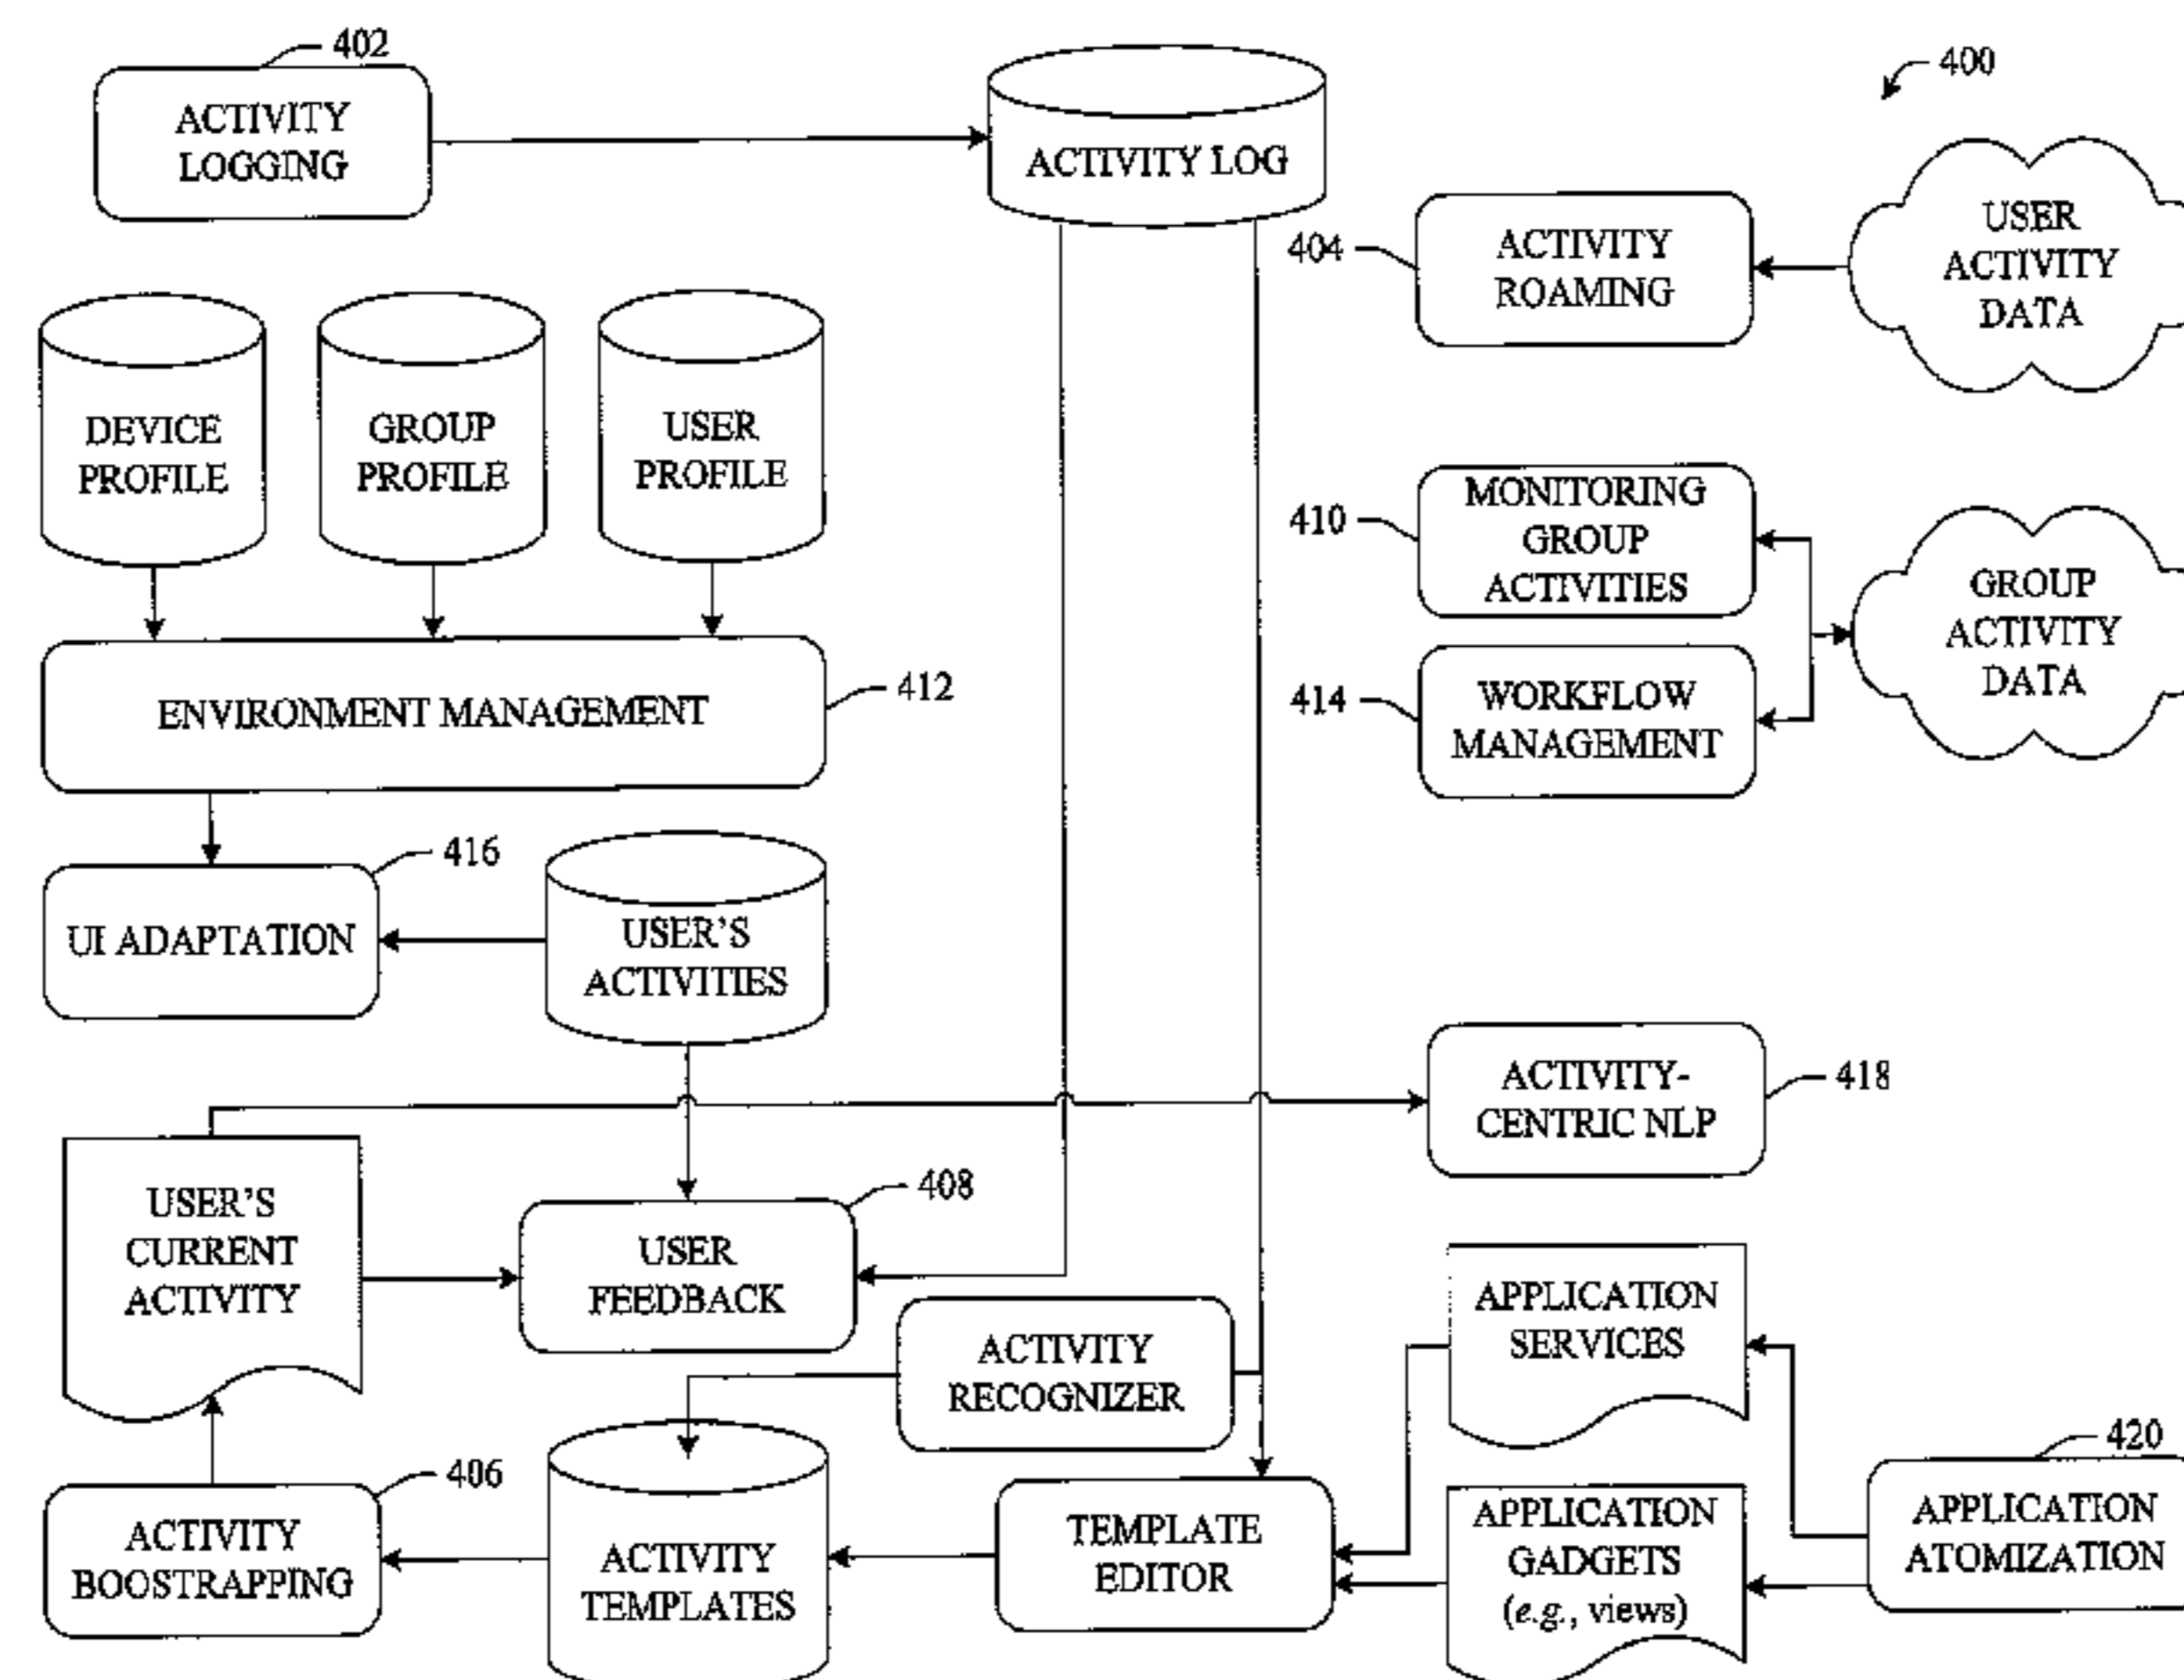 402
ACTIVITY
LOGGING
ACTIVITY LOG
400
404
ACTIVITY
ROAMING
USER
ACTIVITY
DATA
DEVICE
PROFILE
GROUP
PROFILE
USER
PROFILE
410
MONITORING
GROUP
ACTIVITIES
GROUP
ACTIVITY
DATA
ENVIRONMENT MANAGEMENT
412
414
WORKFLOW
MANAGEMENT
416
UI ADAPTATION
USER'S
ACTIVITIES
ACTIVITY-
CENTRIC NLP
418
USER'S
CURRENT
ACTIVITY
408
USER
FEEDBACK
ACTIVITY
RECOGNIZER
APPLICATION
SERVICES
406
ACTIVITY
BOOSTRAPPING
ACTIVITY
TEMPLATES
TEMPLATE
EDITOR
APPLICATION
GADGETS
(e.g., views)
420
APPLICATION
ATOMIZATION